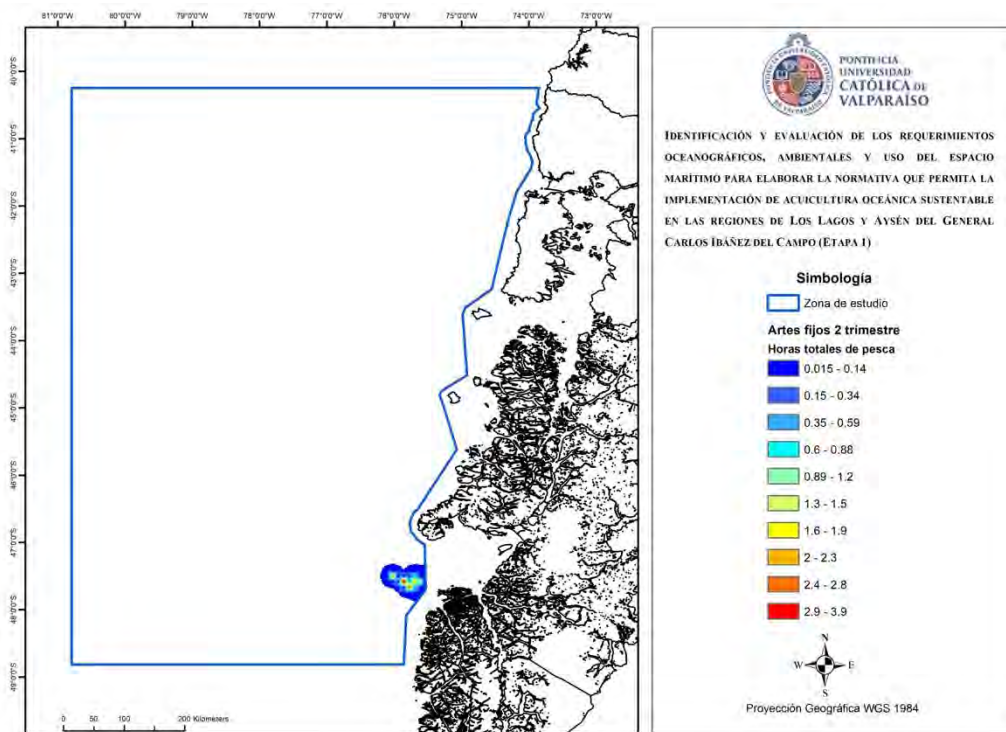 81°0'0"W 80°0'0"W 79°0'0"W 78°0'0"W 77°0'0"W 76°0'0"W 75°0'0"W 74°0'0"W 73°0'0"W
40°0'0"S
41°0'0"S
42°0'0"S
43°0'0"S
44°0'0"S
45°0'0"S
46°0'0"S
47°0'0"S
48°0'0"S
49°0'0"S
0 50 100 200 Kilometers
PONTIFICIA
UNIVERSIDAD
CATÓLICA DE
VALPARAÍSO
IDENTIFICACIÓN Y EVALUACIÓN DE LOS REQUERIMIENTOS
OCEANOGRÁFICOS, AMBIENTALES Y USO DEL ESPACIO
MARÍTIMO PARA ELABORAR LA NORMATIVA QUE PERMITA LA
IMPLEMENTACIÓN DE ACUICULTURA OCEÁNICA SUSTENTABLE
EN LAS REGIONES DE LOS LAGOS Y AYSÉN DEL GENERAL
CARLOS IBÁÑEZ DEL CAMPO (ETAPA I)
Simbología
Zona de estudio
Artes fijos 2 trimestre
Horas totales de pesca
0.015 - 0.14
0.15 - 0.34
0.35 - 0.59
0.6 - 0.88
0.89 - 1.2
1.3 - 1.5
1.6 - 1.9
2 - 2.3
2.4 - 2.8
2.9 - 3.9
N
W E
S
Proyección Geográfica WGS 1984